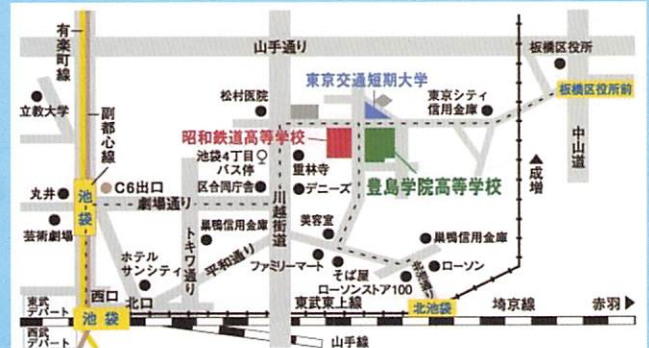 有楽町線
山手通り
板橋区役所
東京交通短期大学
立教大学
副都心線
松村医院
東京シティ
信用金庫
板橋区役所前
昭和鉄道高等学校
中山道
丸井
池袋
C6出口
池袋4丁目
バス停
重林寺
▲成増
区合同庁舎
デニーズ
豊島学院高等学校
劇場通り
川越街道
芸術劇場
トキワ通り
巣鴨信用金庫
美容室
ホテル
サンシティ
平和通り
ファミリーマート
巣鴨信用金庫
そば屋
ローソン
ローソンストア100
東武
デパート
西口
北口
東武東上線
北池袋
埼京線
赤羽▶
池袋
西武
デパート
山手線